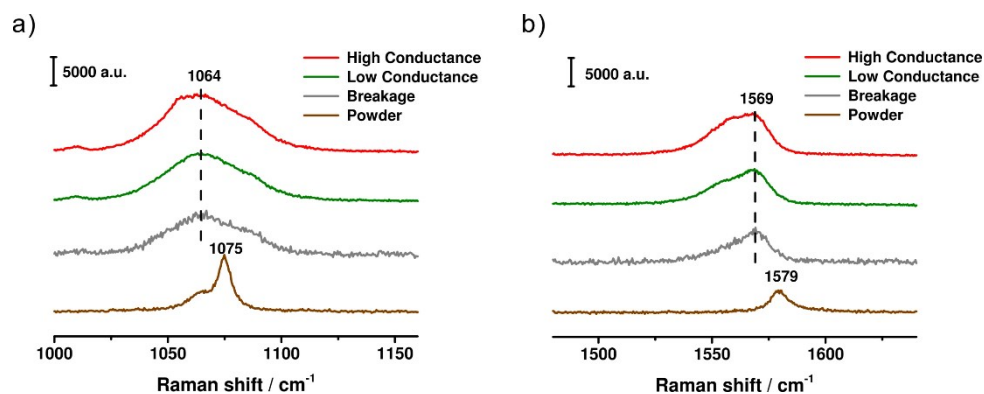 a)
5000 a.u.
1064
High Conductance
Low Conductance
Breakage
Powder
1075
1000
1050
1100
1150
Raman shift / cm⁻¹
b)
5000 a.u.
1569
High Conductance
Low Conductance
Breakage
Powder
1579
1500
1550
1600
Raman shift / cm⁻¹